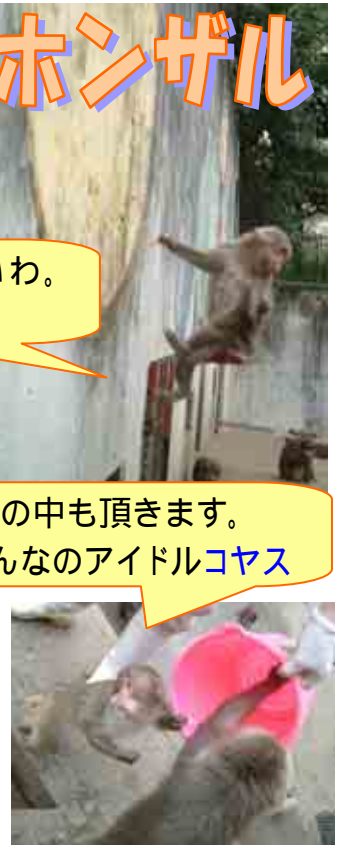 ホンザル
いわ。
の中も頂きます。
んなのアイドルコヤス